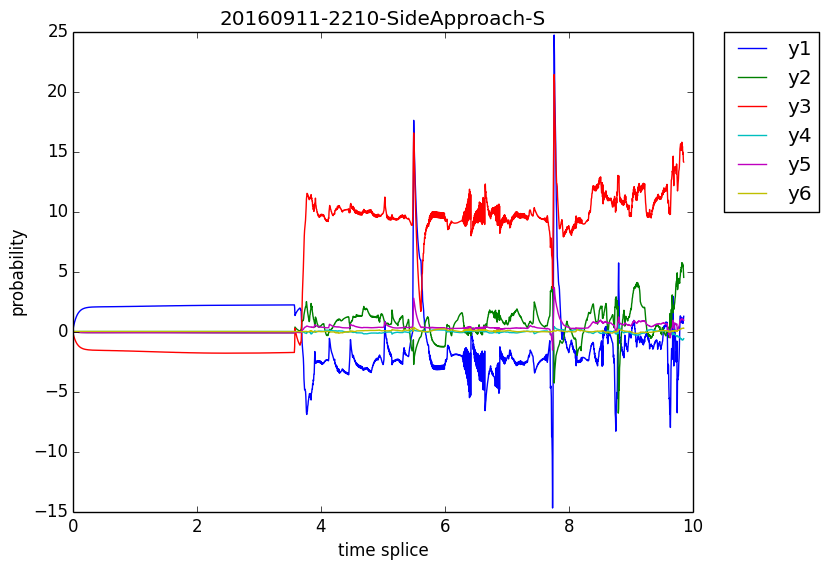 20160911-2210-SideApproach-S
25
20
15
10
5
0
−5
−10
−15
0 2 4 6 8 10
probability
time splice
y1
y2
y3
y4
y5
y6